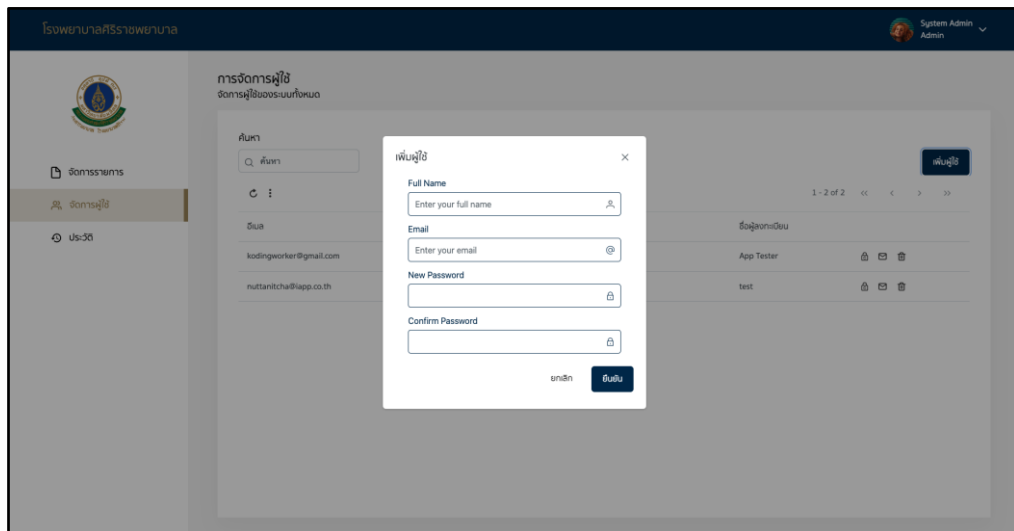 โรงพยาบาลศิริราชพยาบาล
System Admin
Admin
การจัดการผู้ใช้
จัดการผู้ใช้ของระบบทั้งหมด
จัดการรายการ
จัดการผู้ใช้
ประวัติ
ค้นหา
ค้นหา
เพิ่มผู้ใช้
1 - 2 of 2
อีเมล
ชื่อผู้ลงทะเบียน
kodingworker@gmail.com
App Tester
nuttanitcha@iapp.co.th
test
เพิ่มผู้ใช้
Full Name
Enter your full name
Email
Enter your email
New Password
Confirm Password
ยกเลิก
ยืนยัน